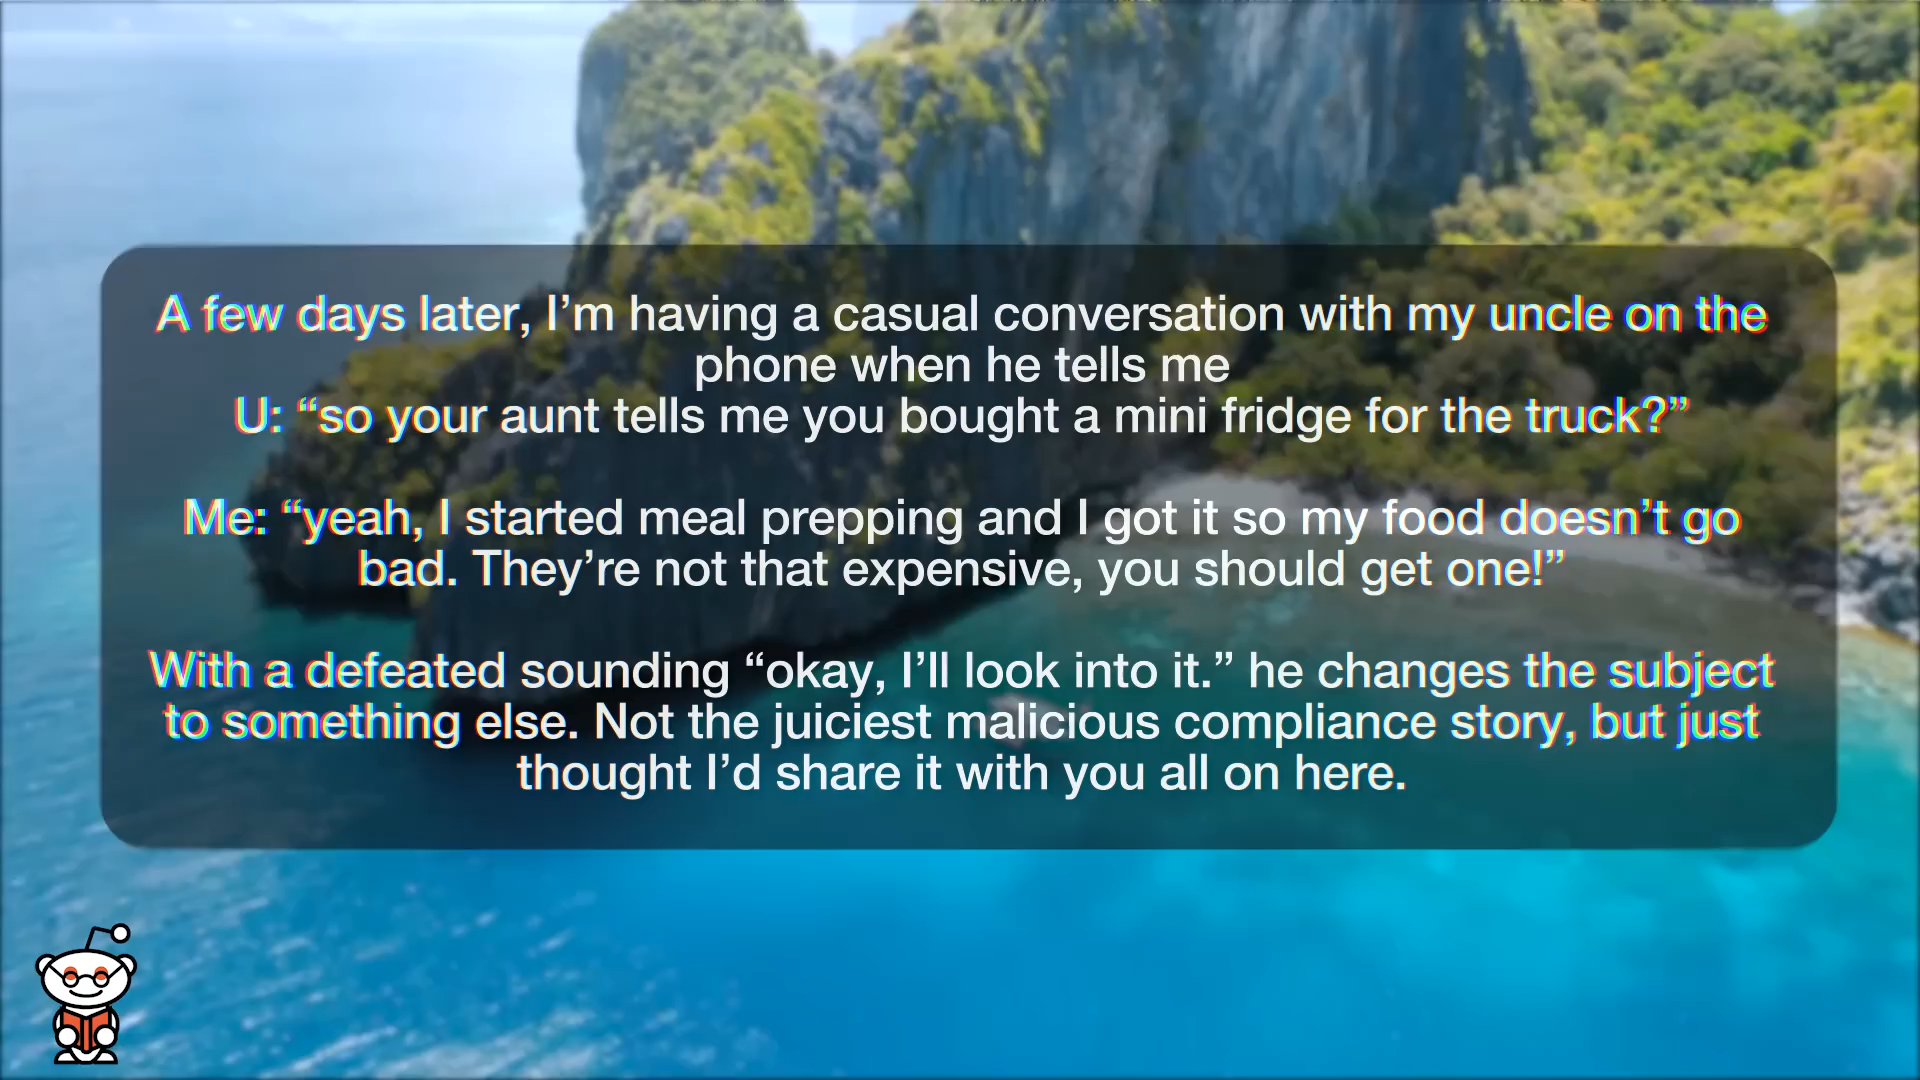 A few days later, I’m having a casual conversation with my uncle on the
phone when he tells me
U: “so your aunt tells me you bought a mini fridge for the truck?”
Me: “yeah, I started meal prepping and I got it so my food doesn’t go
bad. They’re not that expensive, you should get one!”
With a defeated sounding “okay, I’ll look into it.” he changes the subject
to something else. Not the juiciest malicious compliance story, but just
thought I’d share it with you all on here.